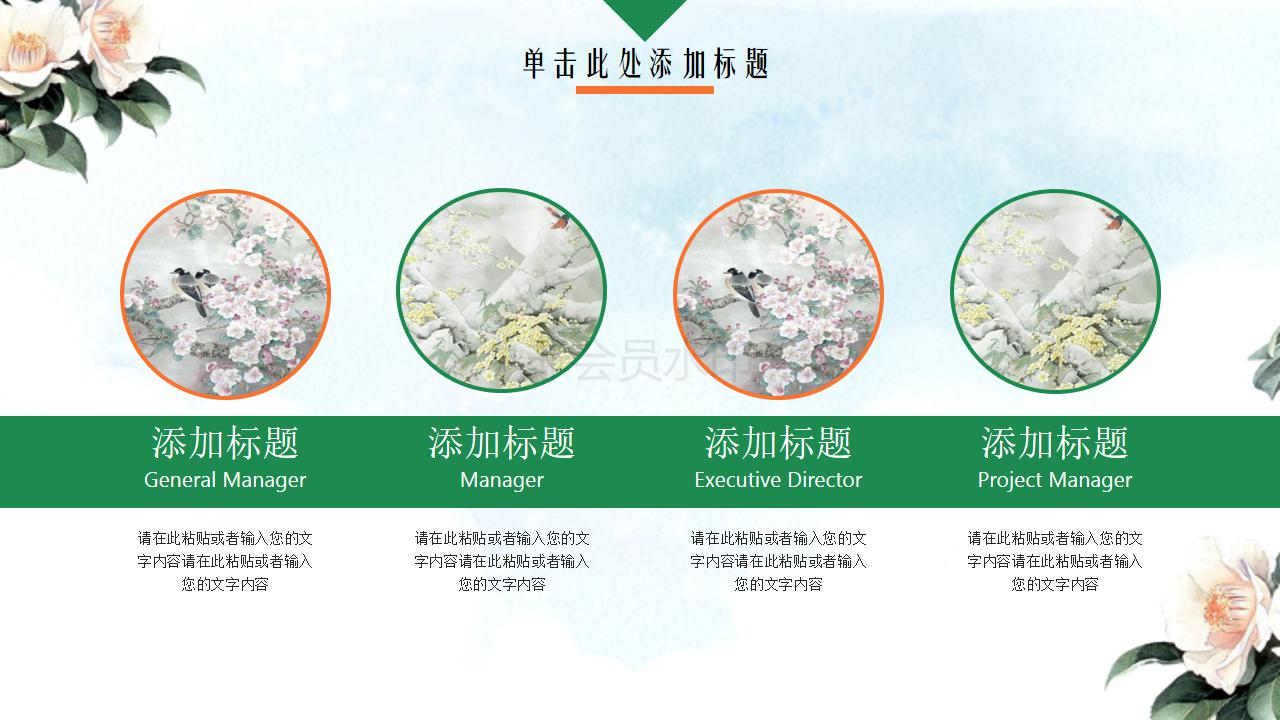 单击此处添加标题
会员水印
添加标题
General Manager
添加标题
Manager
添加标题
Executive Director
添加标题
Project Manager
请在此粘贴或者输入您的文
字内容请在此粘贴或者输入
您的文字内容
请在此粘贴或者输入您的文
字内容请在此粘贴或者输入
您的文字内容
请在此粘贴或者输入您的文
字内容请在此粘贴或者输入
您的文字内容
请在此粘贴或者输入您的文
字内容请在此粘贴或者输入
您的文字内容